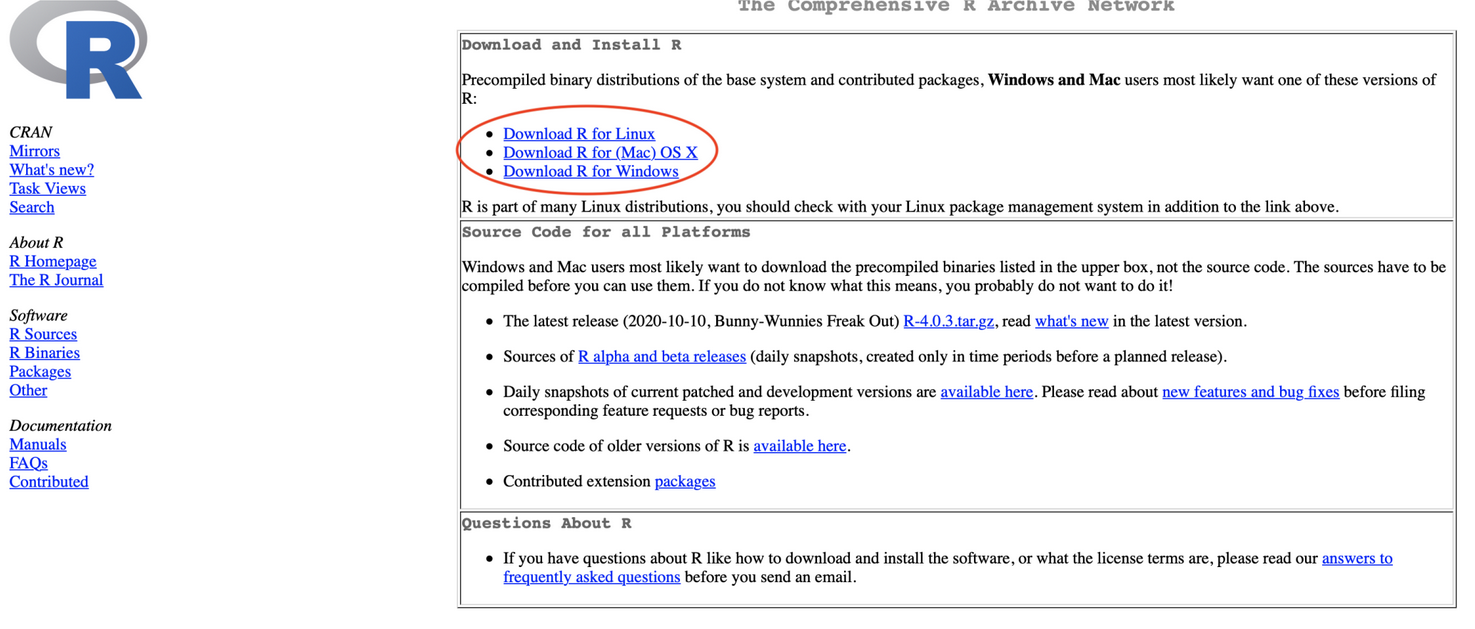 The Comprehensive R Archive Network
R
CRAN
Mirrors
What's new?
Task Views
Search
About R
R Homepage
The R Journal
Software
R Sources
R Binaries
Packages
Other
Documentation
Manuals
FAQs
Contributed
Download and Install R
Precompiled binary distributions of the base system and contributed packages, Windows and Mac users most likely want one of these versions of
R:
• Download R for Linux
• Download R for (Mac) OS X
• Download R for Windows
R is part of many Linux distributions, you should check with your Linux package management system in addition to the link above.
Source Code for all Platforms
Windows and Mac users most likely want to download the precompiled binaries listed in the upper box, not the source code. The sources have to be
compiled before you can use them. If you do not know what this means, you probably do not want to do it!
• The latest release (2020-10-10, Bunny-Wunnies Freak Out) R-4.0.3.tar.gz, read what's new in the latest version.
• Sources of R alpha and beta releases (daily snapshots, created only in time periods before a planned release).
• Daily snapshots of current patched and development versions are available here. Please read about new features and bug fixes before filing
corresponding feature requests or bug reports.
• Source code of older versions of R is available here.
• Contributed extension packages
Questions About R
• If you have questions about R like how to download and install the software, or what the license terms are, please read our answers to
frequently asked questions before you send an email.